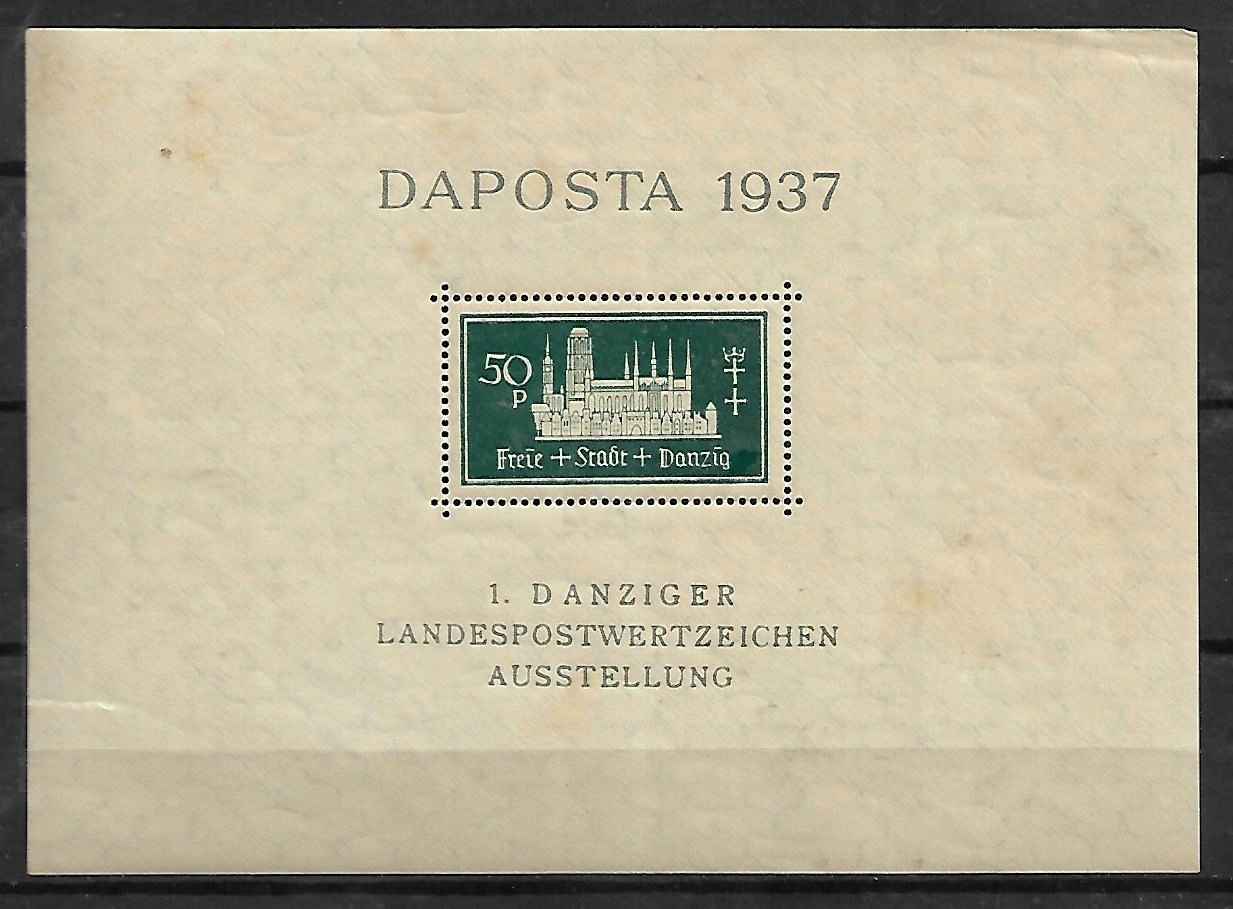 DAPOSTA 1937
50
P
Freie + Stadt + Danzig
1. DANZIGER
LANDESPOSTWERTZEICHEN
AUSSTELLUNG